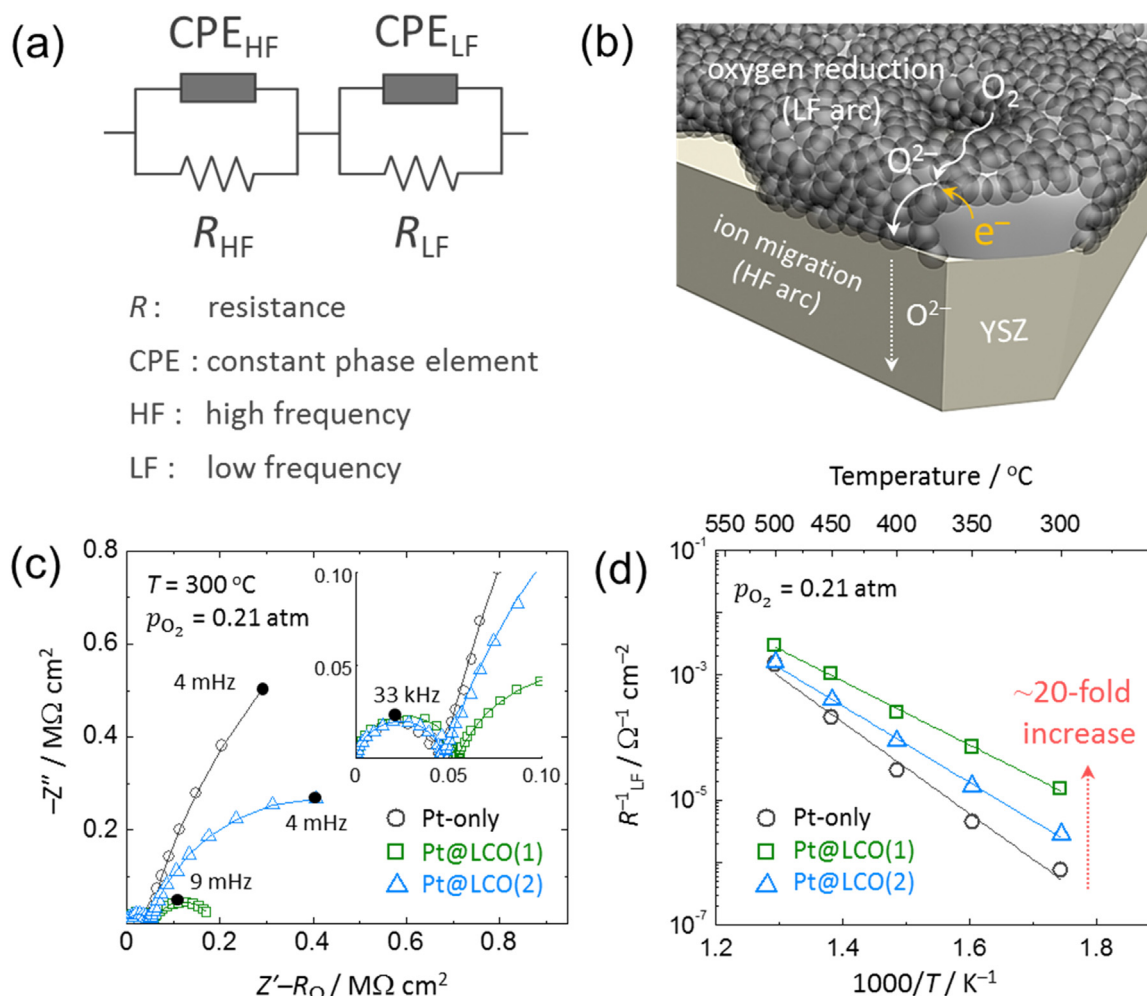 (a)
CPE_HF
CPE_LF
R_HF
R_LF
R : resistance
CPE : constant phase element
HF : high frequency
LF : low frequency
(b)
oxygen reduction
(LF arc)
O₂
O²⁻
e⁻
ion migration
(HF arc)
O²⁻
YSZ
(c)
T = 300 °C
p_O₂ = 0.21 atm
0.8
0.6
0.4
0.2
0
0.2
0.4
0.6
0.8
–Z″ / MΩ cm²
Z′–R_O / MΩ cm²
4 mHz
4 mHz
9 mHz
0.10
0.05
0
0.05
0.10
33 kHz
Pt-only
Pt@LCO(1)
Pt@LCO(2)
(d)
Temperature / °C
550 500 450 400 350 300
p_O₂ = 0.21 atm
10⁻¹
10⁻³
10⁻⁵
10⁻⁷
R⁻¹_LF / Ω⁻¹ cm⁻²
~20-fold
increase
Pt-only
Pt@LCO(1)
Pt@LCO(2)
1.2 1.4 1.6 1.8
1000/T / K⁻¹